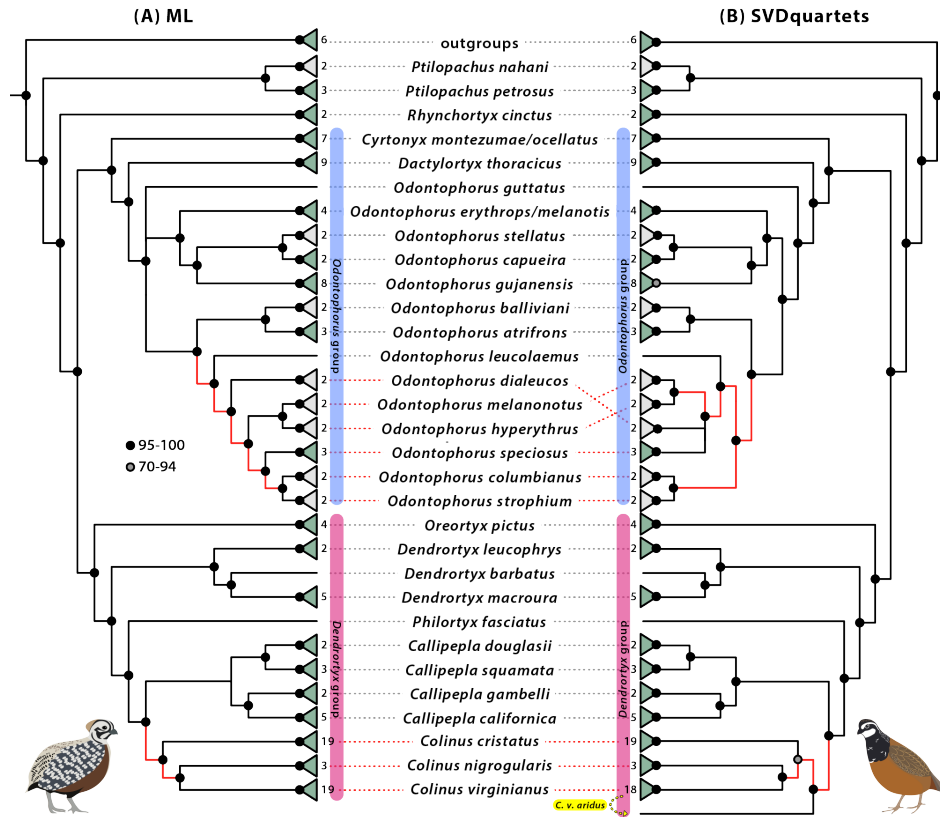 (A) ML
(B) SVDquartets
6 outgroups 6
2 Ptilopachus nahani 2
3 Ptilopachus petrosus 3
2 Rhynchortyx cinctus 2
7 Cyrtonyx montezumae/ocellatus 7
9 Dactylortyx thoracicus 9
Odontophorus guttatus
4 Odontophorus erythrops/melanotis 4
2 Odontophorus stellatus 2
2 Odontophorus capueira 2
8 Odontophorus gujanensis 8
2 Odontophorus balliviani 2
3 Odontophorus atrifrons 3
Odontophorus leucolaemus
2 Odontophorus dialeucos 2
2 Odontophorus melanonotus 2
2 Odontophorus hyperythrus 2
3 Odontophorus speciosus 3
2 Odontophorus columbianus 2
2 Odontophorus strophium 2
4 Oreortyx pictus 4
2 Dendrortyx leucophrys 2
Dendrortyx barbatus
5 Dendrortyx macroura 5
Philortyx fasciatus
2 Callipepla douglasii 2
3 Callipepla squamata 3
2 Callipepla gambelli 2
5 Callipepla californica 5
19 Colinus cristatus 19
3 Colinus nigrogularis 3
19 Colinus virginianus 18
C. v. aridus
Odontophorus group
Odontophorus group
Dendrortyx group
Dendrortyx group
95-100
70-94